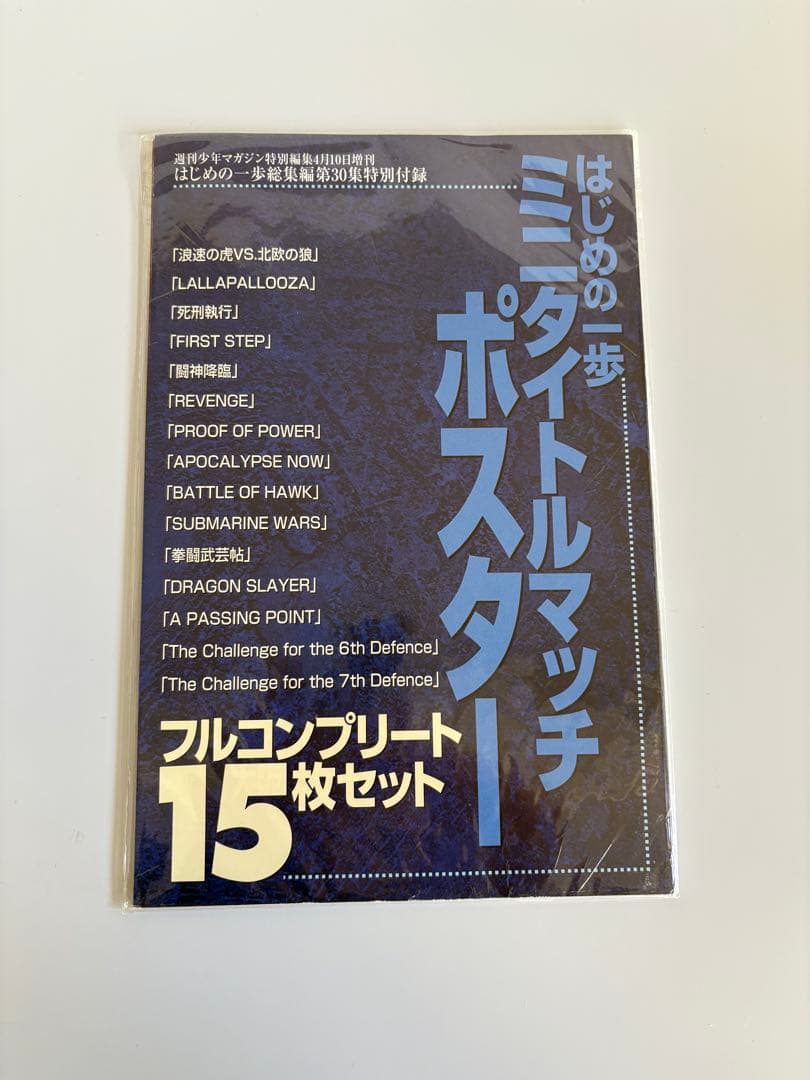 週刊少年マガジン特別編集4月10日増刊
はじめの一歩総集編第30集特別付録
はじめの一歩
ミニタイトルマッチ
ポスター
「浪速の虎VS.北欧の狼」
「LALLAPALLOOZA」
「死刑執行」
「FIRST STEP」
「闘神降臨」
「REVENGE」
「PROOF OF POWER」
「APOCALYPSE NOW」
「BATTLE OF HAWK」
「SUBMARINE WARS」
「拳闘武芸帖」
「DRAGON SLAYER」
「A PASSING POINT」
「The Challenge for the 6th Defence」
「The Challenge for the 7th Defence」
フルコンプリート
15枚セット